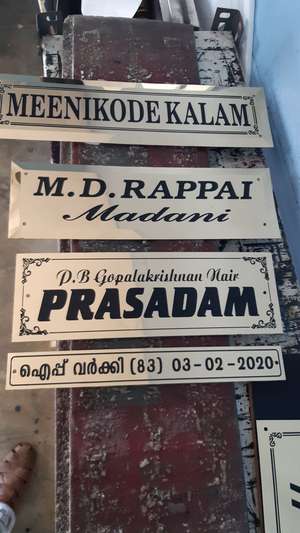 MEENIKODE KALAM
M.D. RAPPAI
Madani
P.B Gopalakrishnan Nair
PRASADAM
ഐപ്പ് വർക്കി (83) 03-02-2020